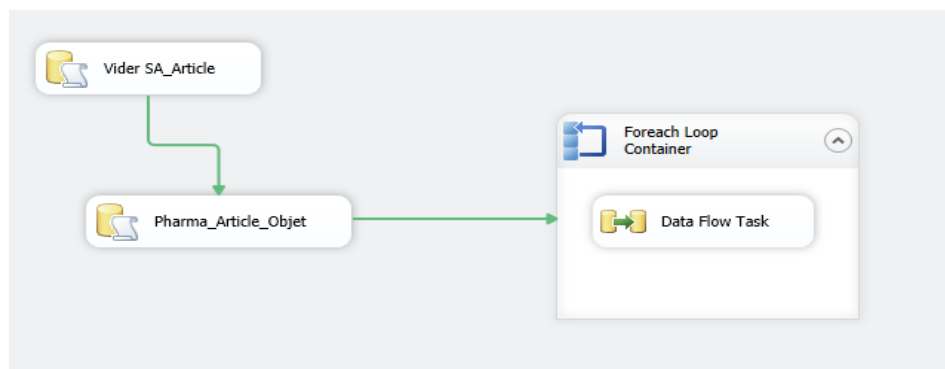 Vider SA_Article
Foreach Loop
Container
Pharma_Article_Objet
Data Flow Task